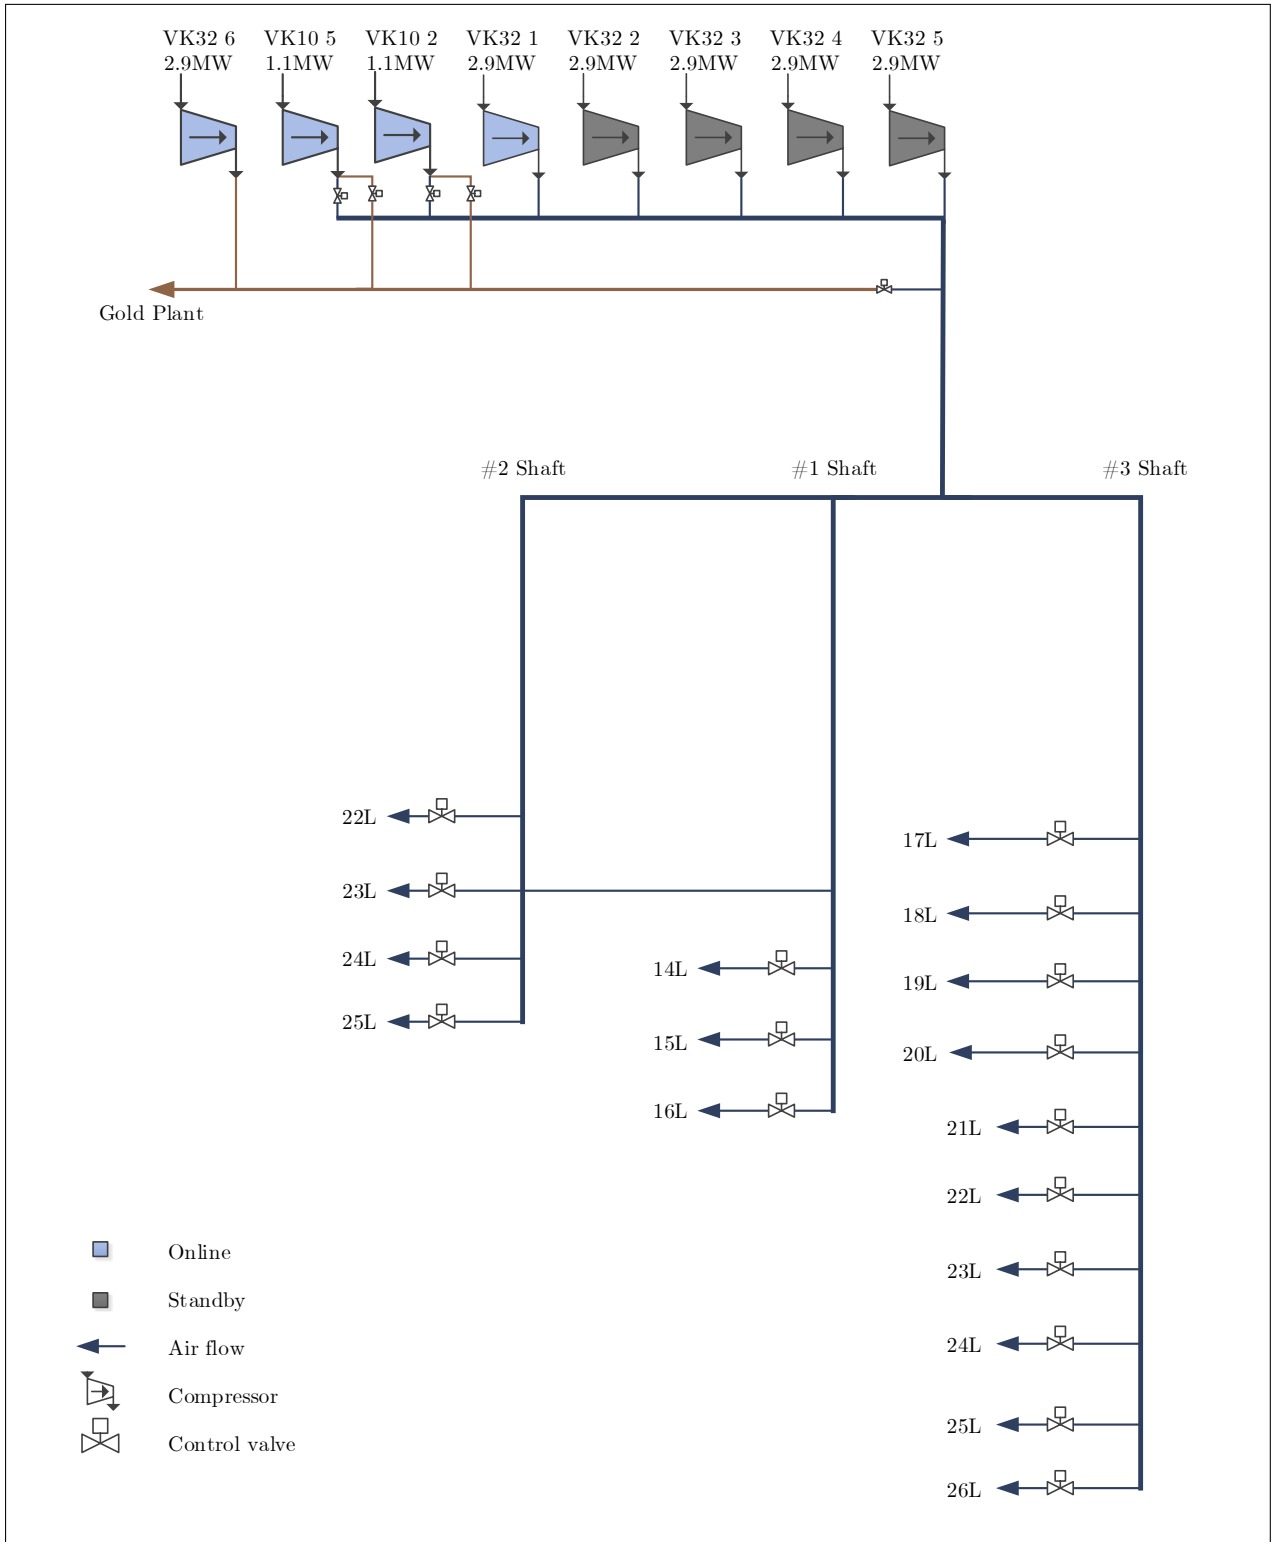 VK32 6 VK10 5 VK10 2 VK32 1 VK32 2 VK32 3 VK32 4 VK32 5
2.9MW 1.1MW 1.1MW 2.9MW 2.9MW 2.9MW 2.9MW 2.9MW
Gold Plant
#2 Shaft #1 Shaft #3 Shaft
22L
23L
24L
25L
14L
15L
16L
17L
18L
19L
20L
21L
22L
23L
24L
25L
26L
Online
Standby
Air flow
Compressor
Control valve